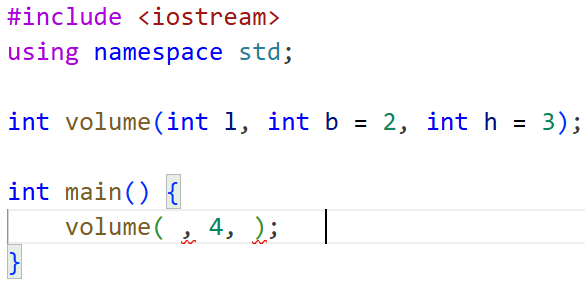 #include <iostream>
using namespace std;
int volume(int l, int b = 2, int h = 3);
int main() {
volume( , 4, );
}